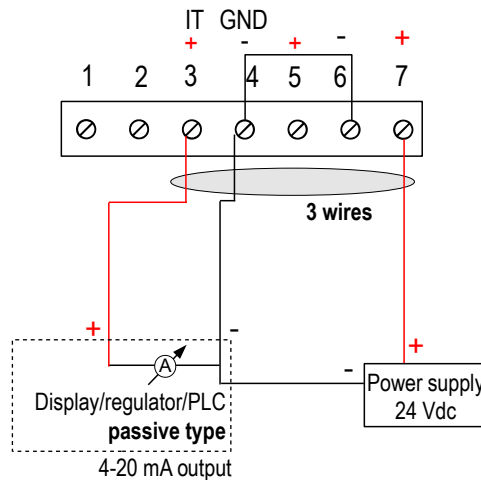 IT GND
+ - + - +
1 2 3 4 5 6 7
3 wires
+ -
A
Display/regulator/PLC
passive type
4-20 mA output
- +
Power supply
24 Vdc